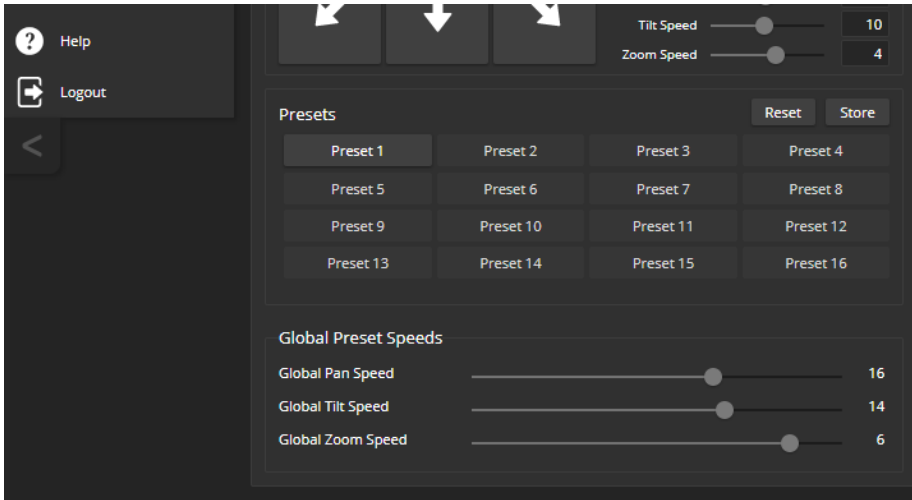 Help
Logout
<
Tilt Speed 10
Zoom Speed 4
Presets Reset Store
Preset 1 Preset 2 Preset 3 Preset 4
Preset 5 Preset 6 Preset 7 Preset 8
Preset 9 Preset 10 Preset 11 Preset 12
Preset 13 Preset 14 Preset 15 Preset 16
Global Preset Speeds
Global Pan Speed 16
Global Tilt Speed 14
Global Zoom Speed 6